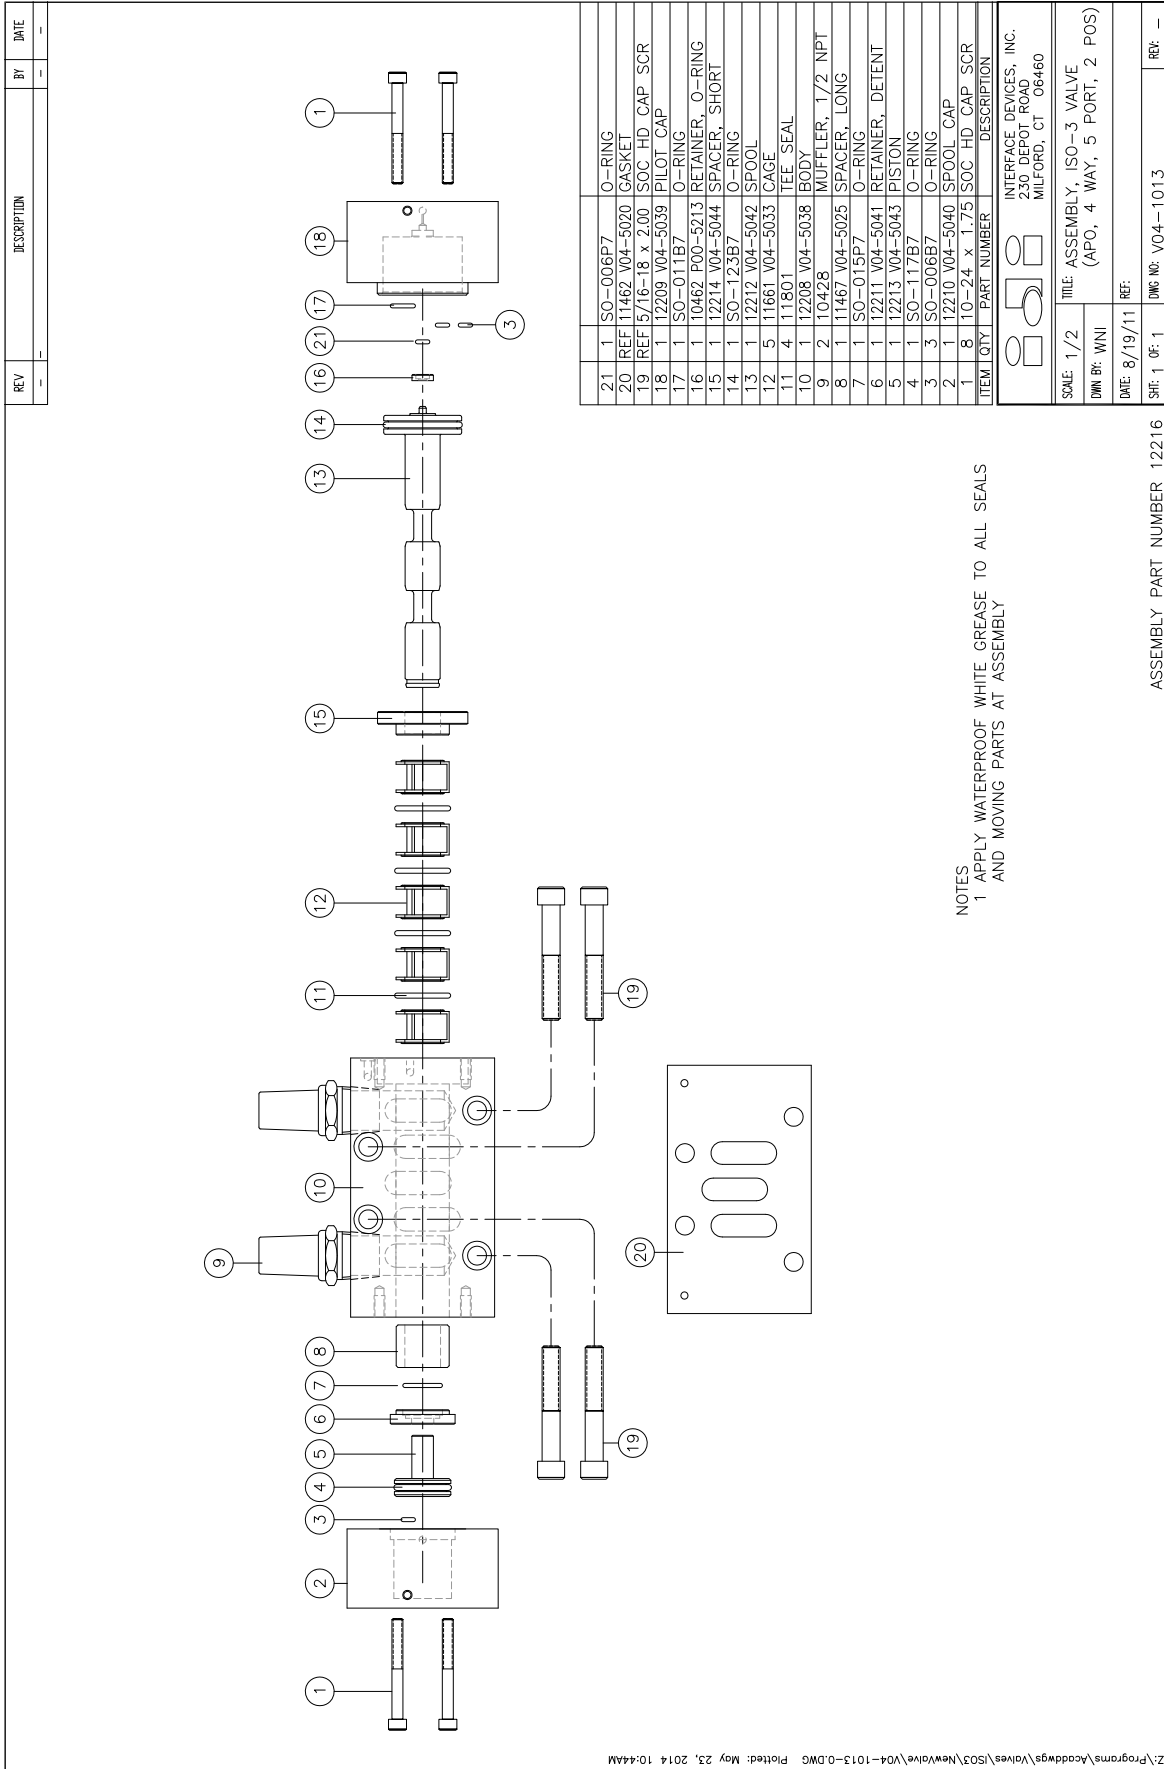 REV DESCRIPTION BY DATE
– – – –
1 2 3 4 5 6 7 8 9 10 11 12 15 13 14 16 21 17 18 1
3
19 19
20
21 1 SO-006P7 O-RING
20 REF 11462 V04-5020 GASKET
19 REF 5/16-18 x 2.00 SOC HD CAP SCR
18 1 12209 V04-5039 PILOT CAP
17 1 SO-011B7 O-RING
16 1 10462 P00-5213 RETAINER, O-RING
15 1 12214 V04-5044 SPACER, SHORT
14 1 SO-123B7 O-RING
13 1 12212 V04-5042 SPOOL
12 5 11661 V04-5033 CAGE
11 4 11801 TEE SEAL
10 1 12208 V04-5038 BODY
9 2 10428 MUFFLER, 1/2 NPT
8 1 11467 V04-5025 SPACER, LONG
7 1 SO-015P7 O-RING
6 1 12211 V04-5041 RETAINER, DETENT
5 1 12213 V04-5043 PISTON
4 1 SO-117B7 O-RING
3 3 SO-006B7 O-RING
2 1 12210 V04-5040 SPOOL CAP
1 8 10-24 x 1.75 SOC HD CAP SCR
ITEM QTY PART NUMBER DESCRIPTION
INTERFACE DEVICES, INC.
230 DEPOT ROAD
MILFORD, CT 06460
SCALE: 1/2
DWN BY: WNI
DATE: 8/19/11
SHT: 1 OF: 1
TITLE: ASSEMBLY, ISO-3 VALVE
(APO, 4 WAY, 5 PORT, 2 POS)
REF:
DWG NO: V04-1013
REV: –
NOTES
1 APPLY WATERPROOF WHITE GREASE TO ALL SEALS
AND MOVING PARTS AT ASSEMBLY
ASSEMBLY PART NUMBER 12216
Z:\Programs\Acaddwgs\Valves\ISO3\NewValve\V04-1013-0.DWG Plotted: May 23, 2014 10:44AM